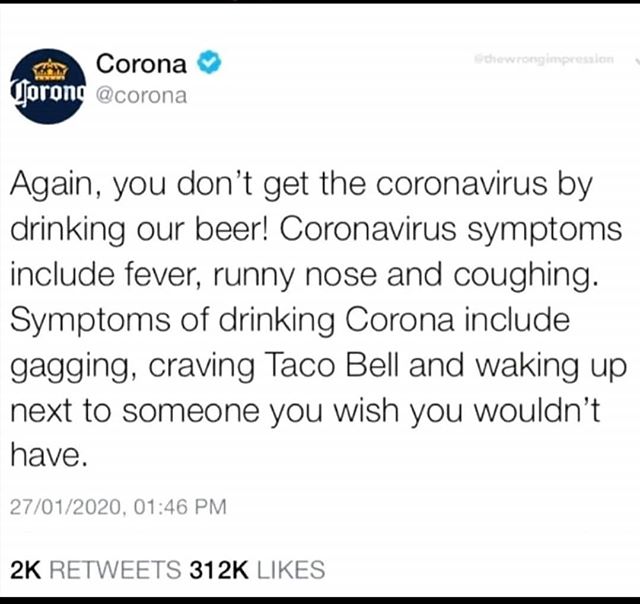 Corona
@thewrongimpression
Corona
@corona
Again, you don't get the coronavirus by
drinking our beer! Coronavirus symptoms
include fever, runny nose and coughing.
Symptoms of drinking Corona include
gagging, craving Taco Bell and waking up
next to someone you wish you wouldn't
have.
27/01/2020, 01:46 PM
2K RETWEETS 312K LIKES